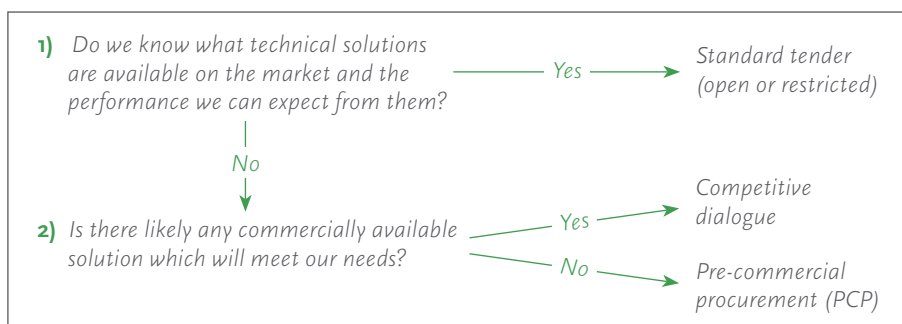 1) Do we know what technical solutions
are available on the market and the
performance we can expect from them?
Yes
Standard tender
(open or restricted)
No
2) Is there likely any commercially available
solution which will meet our needs?
Yes
Competitive
dialogue
No
Pre-commercial
procurement (PCP)